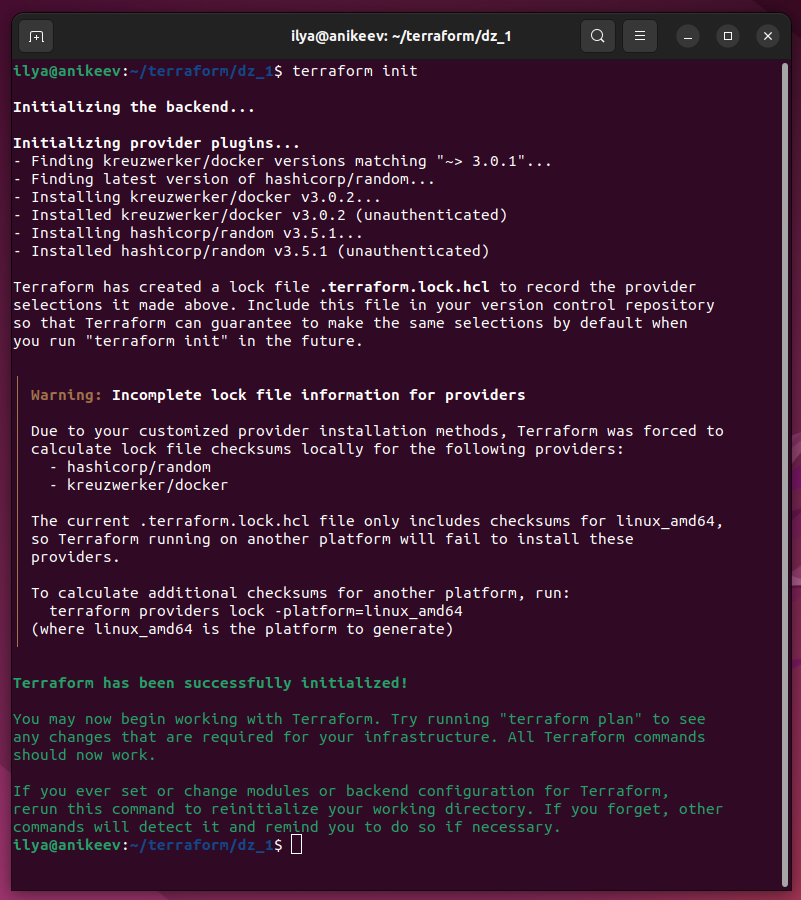 ilya@anikeev: ~/terraform/dz_1
ilya@anikeev:~/terraform/dz_1$ terraform init
Initializing the backend...
Initializing provider plugins...
- Finding kreuzwerker/docker versions matching "~> 3.0.1"...
- Finding latest version of hashicorp/random...
- Installing kreuzwerker/docker v3.0.2...
- Installed kreuzwerker/docker v3.0.2 (unauthenticated)
- Installing hashicorp/random v3.5.1...
- Installed hashicorp/random v3.5.1 (unauthenticated)
Terraform has created a lock file .terraform.lock.hcl to record the provider
selections it made above. Include this file in your version control repository
so that Terraform can guarantee to make the same selections by default when
you run "terraform init" in the future.
Warning: Incomplete lock file information for providers
Due to your customized provider installation methods, Terraform was forced to
calculate lock file checksums locally for the following providers:
- hashicorp/random
- kreuzwerker/docker
The current .terraform.lock.hcl file only includes checksums for linux_amd64,
so Terraform running on another platform will fail to install these
providers.
To calculate additional checksums for another platform, run:
terraform providers lock -platform=linux_amd64
(where linux_amd64 is the platform to generate)
Terraform has been successfully initialized!
You may now begin working with Terraform. Try running "terraform plan" to see
any changes that are required for your infrastructure. All Terraform commands
should now work.
If you ever set or change modules or backend configuration for Terraform,
rerun this command to reinitialize your working directory. If you forget, other
commands will detect it and remind you to do so if necessary.
ilya@anikeev:~/terraform/dz_1$